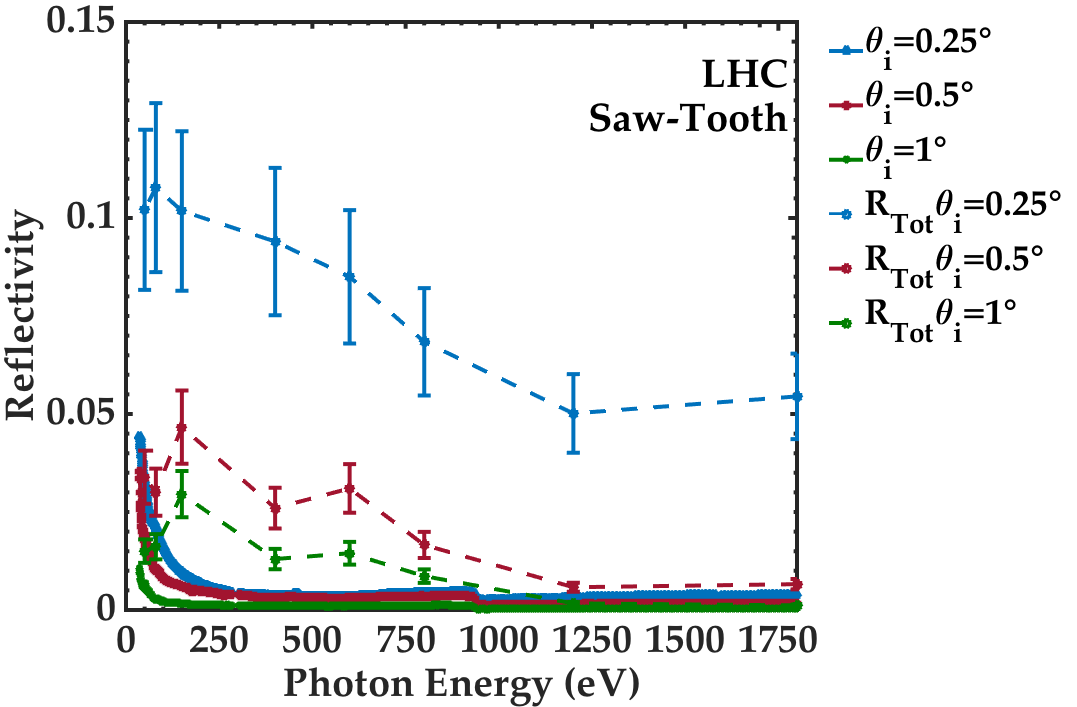 0.15
0.1
0.05
0
Reflectivity
LHC
Saw-Tooth
0 250 500 750 1000 1250 1500 1750
Photon Energy (eV)
θi=0.25°
θi=0.5°
θi=1°
RTotθi=0.25°
RTotθi=0.5°
RTotθi=1°